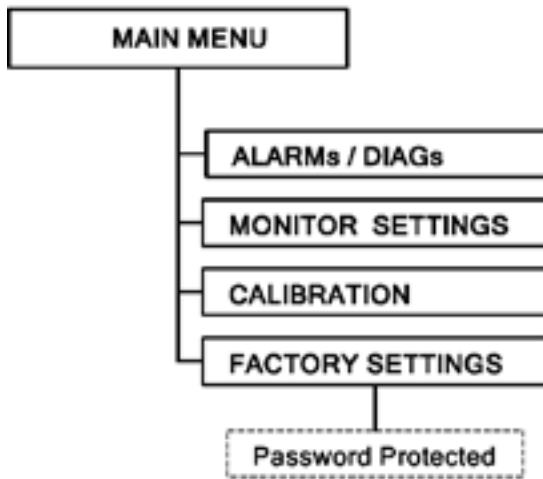 MAIN MENU
ALARMs / DIAGs
MONITOR SETTINGS
CALIBRATION
FACTORY SETTINGS
Password Protected